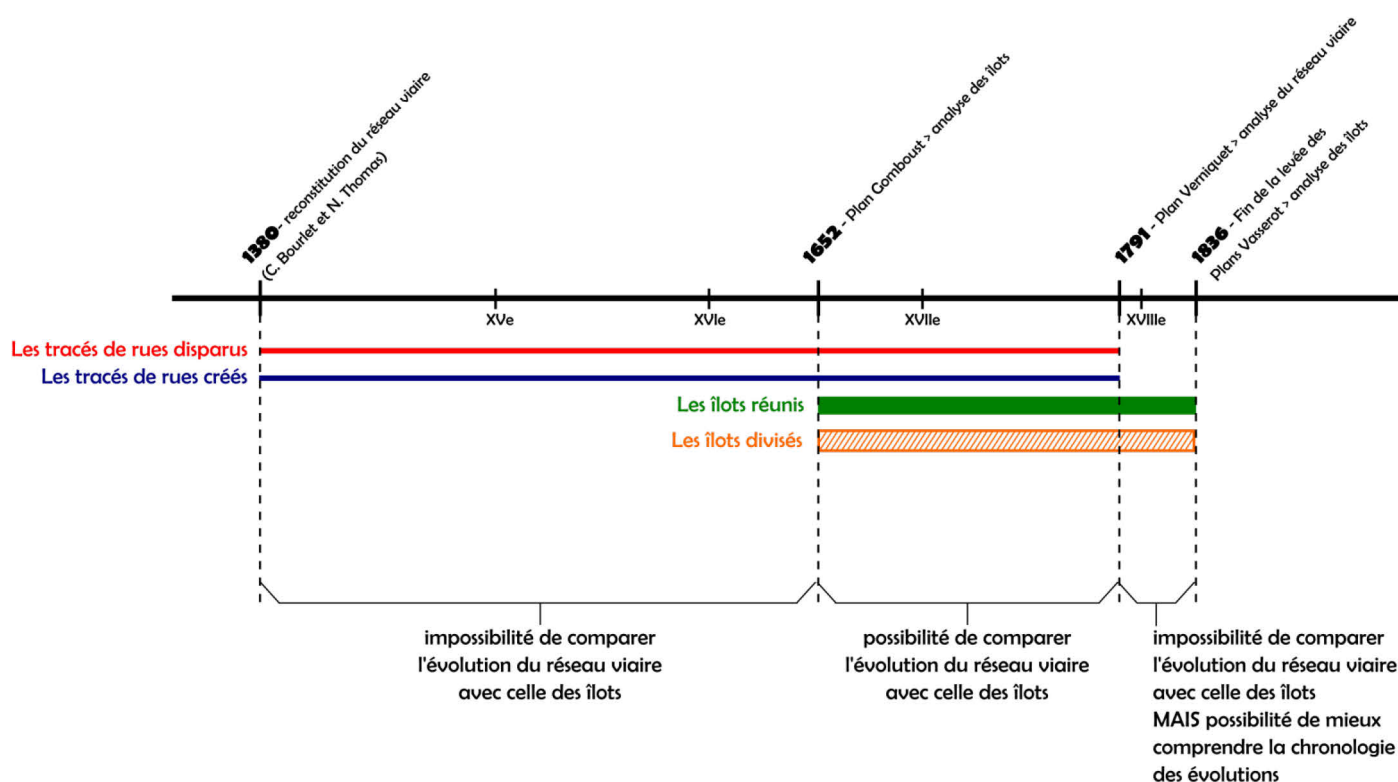 1380 - reconstitution du réseau viaire
(C. Bourlet et N. Thomas)
1652 - Plan Gomboust > analyse des îlots
1791 - Plan Verniquet > analyse du réseau viaire
1836 - Fin de la levée des
Plans Vasserot > analyse des îlots
XVe
XVIe
XVIIe
XVIIIe
Les tracés de rues disparus
Les tracés de rues créés
Les îlots réunis
Les îlots divisés
impossibilité de comparer
l'évolution du réseau viaire
avec celle des îlots
possibilité de comparer
l'évolution du réseau viaire
avec celle des îlots
impossibilité de comparer
l'évolution du réseau viaire
avec celle des îlots
MAIS possibilité de mieux
comprendre la chronologie
des évolutions